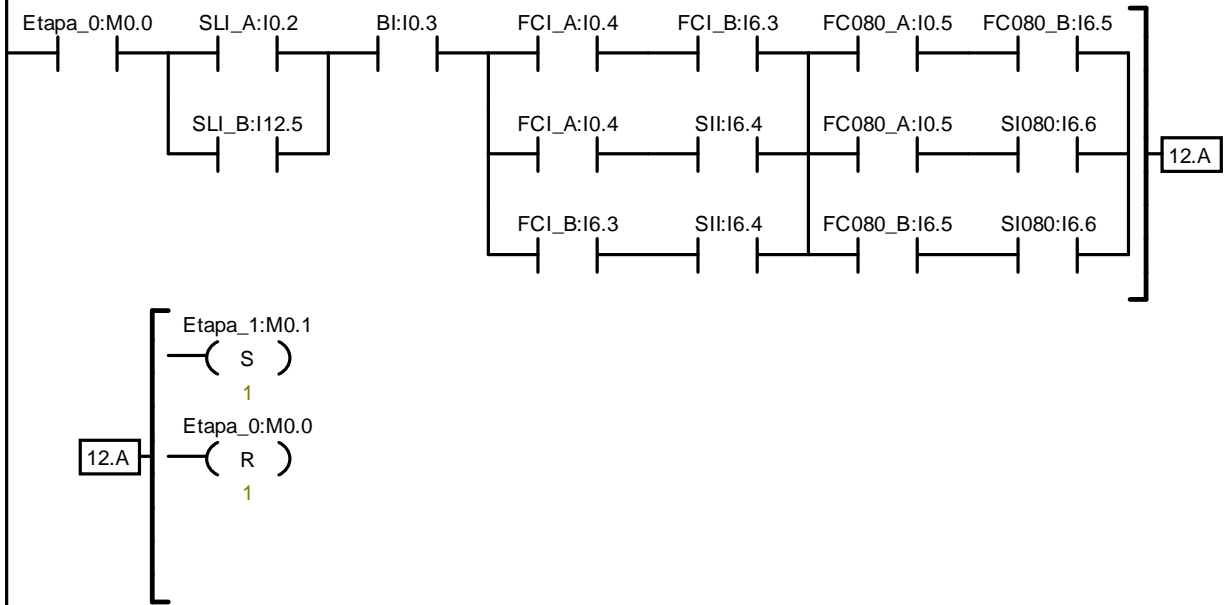 Etapa_0:M0.0 SLI_A:I0.2 BI:I0.3 FCI_A:I0.4 FCI_B:I6.3 FC080_A:I0.5 FC080_B:I6.5
SLI_B:I12.5 FCI_A:I0.4 SII:I6.4 FC080_A:I0.5 SI080:I6.6
12.A
FCI_B:I6.3 SII:I6.4 FC080_B:I6.5 SI080:I6.6
Etapa_1:M0.1
S
1
Etapa_0:M0.0
12.A R
1